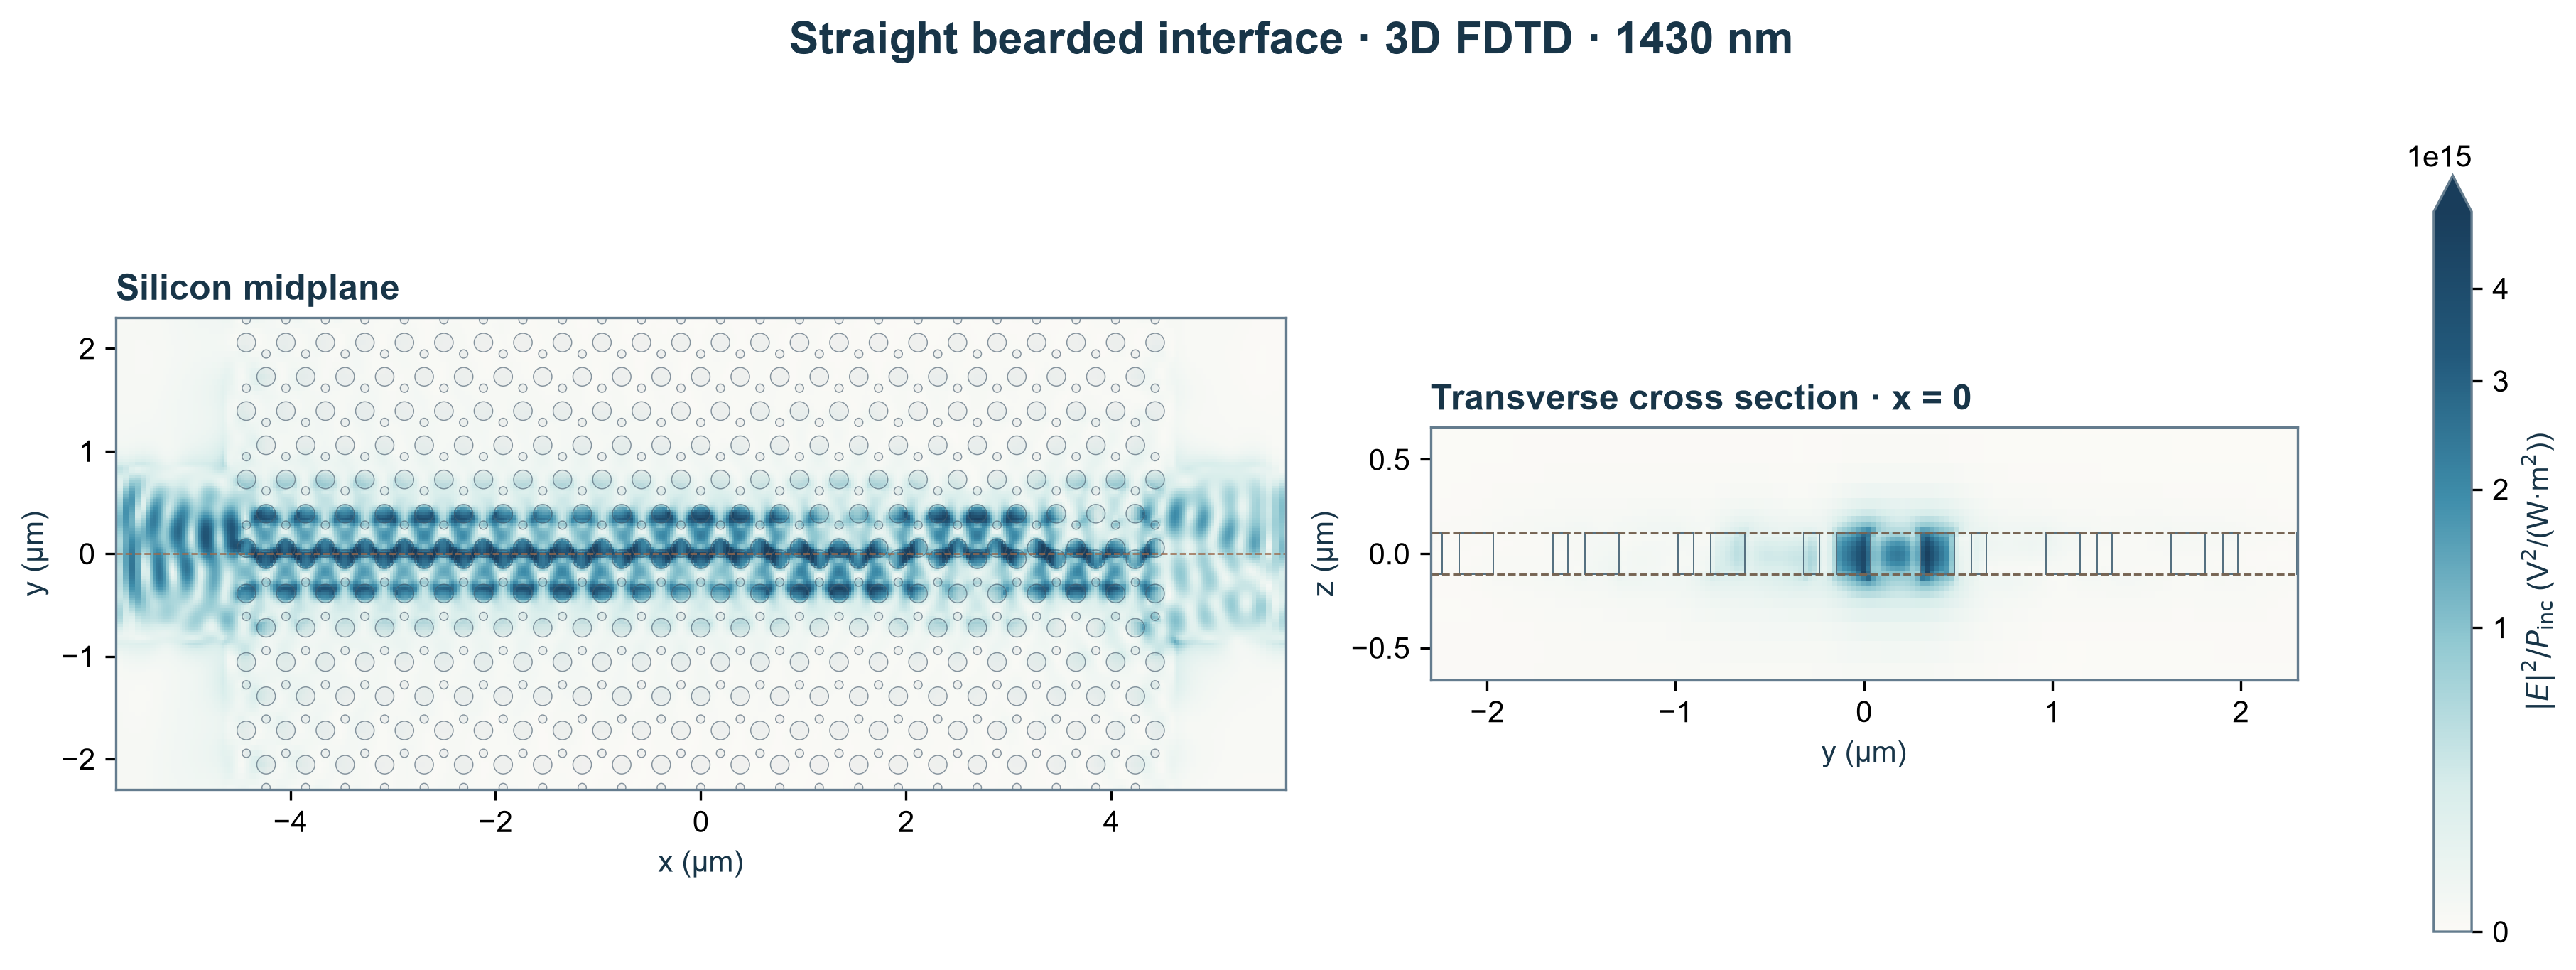 Straight bearded interface · 3D FDTD · 1430 nm
Silicon midplane
2
1
0
−1
−2
y (µm)
−4
−2
0
2
4
x (µm)
Transverse cross section · x = 0
0.5
0.0
−0.5
z (µm)
−2
−1
0
1
2
y (µm)
1e15
4
3
2
1
0
|E|²/P_inc (V²/(W·m²))